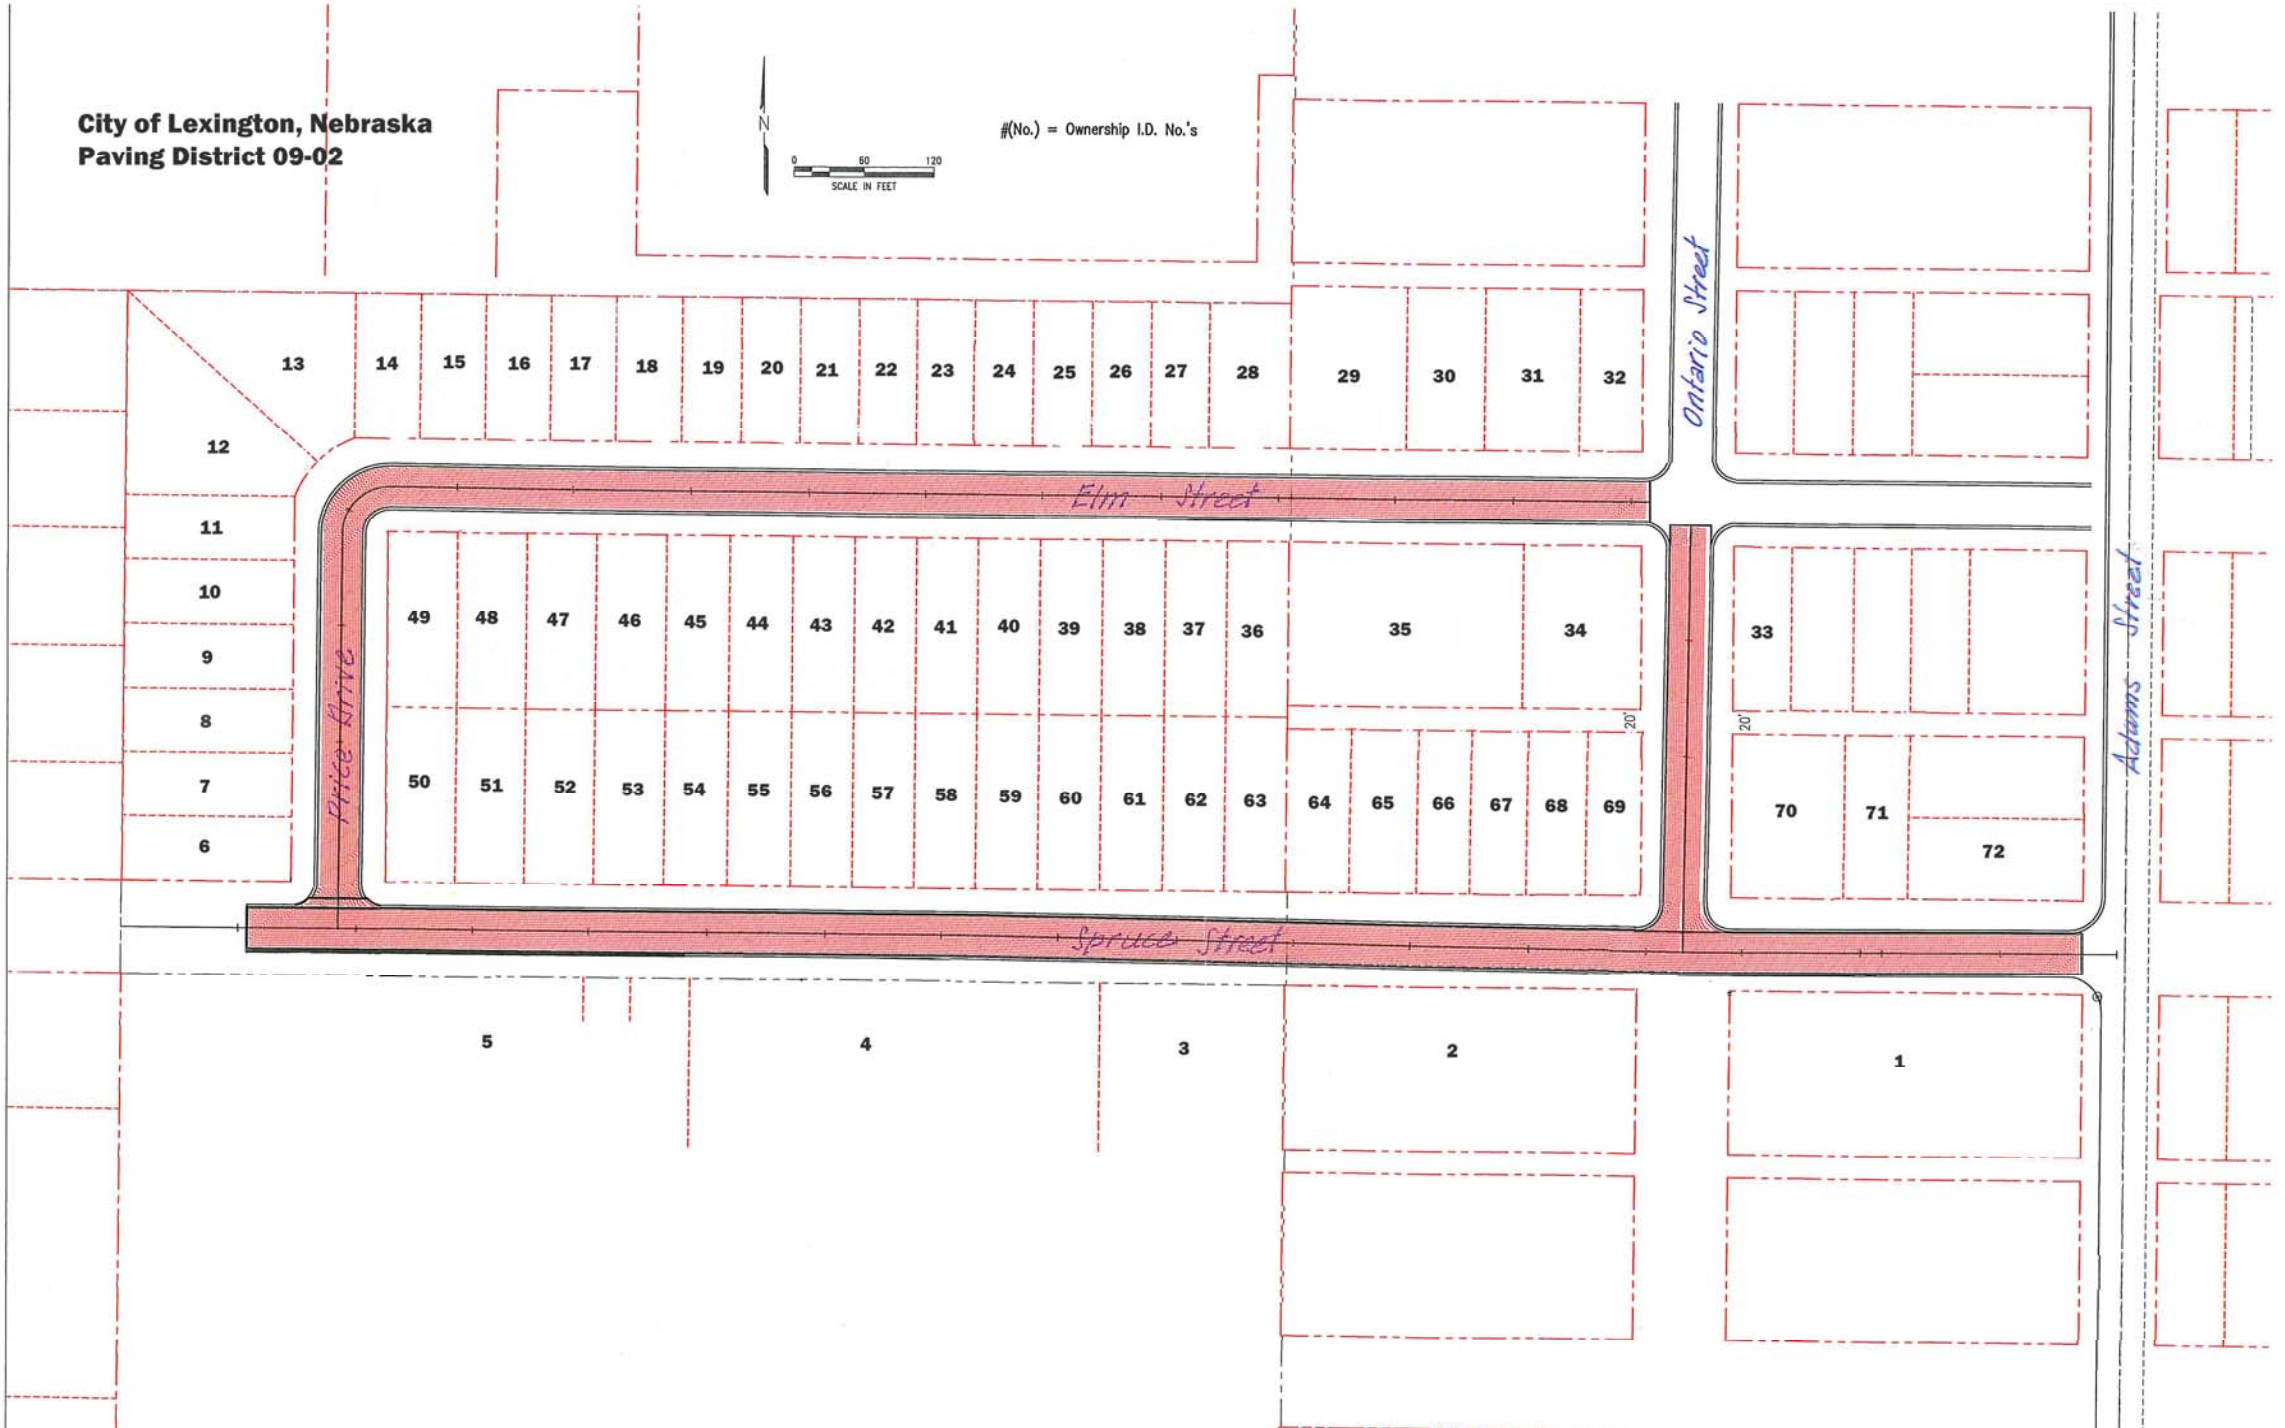 City of Lexington, Nebraska
Paving District 09-02
N
0 60 120
SCALE IN FEET
#(No.) = Ownership I.D. No.'s
Ontario Street
13 14 15 16 17 18 19 20 21 22 23 24 25 26 27 28 29 30 31 32
12
Elm Street
11
10
9
8
7
6
Price Drive
49 48 47 46 45 44 43 42 41 40 39 38 37 36 35 34 33
20' 20'
Adams Street
50 51 52 53 54 55 56 57 58 59 60 61 62 63 64 65 66 67 68 69 70 71
72
Spruce Street
5 4 3 2 1